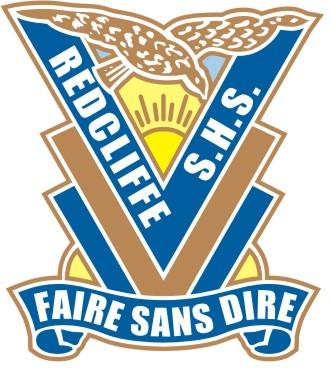 REDCLIFFE
S.H.S.
FAIRE SANS DIRE